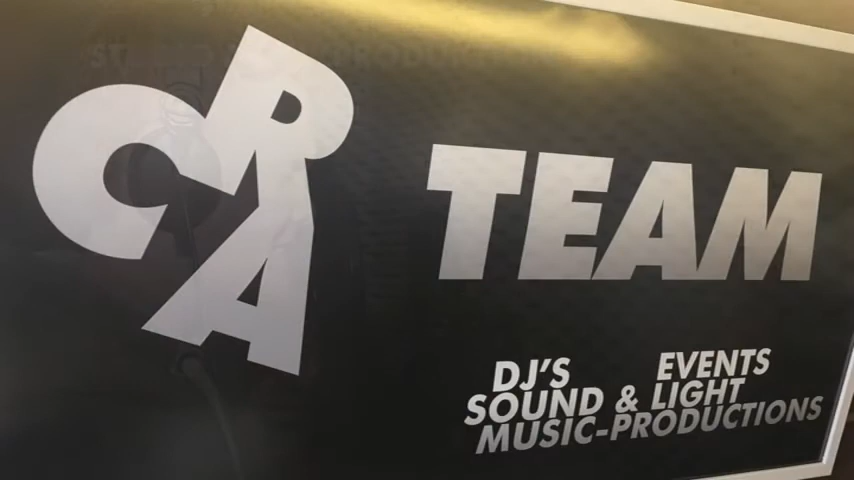 CRA TEAM
DJ'S EVENTS
SOUND & LIGHT
MUSIC-PRODUCTIONS